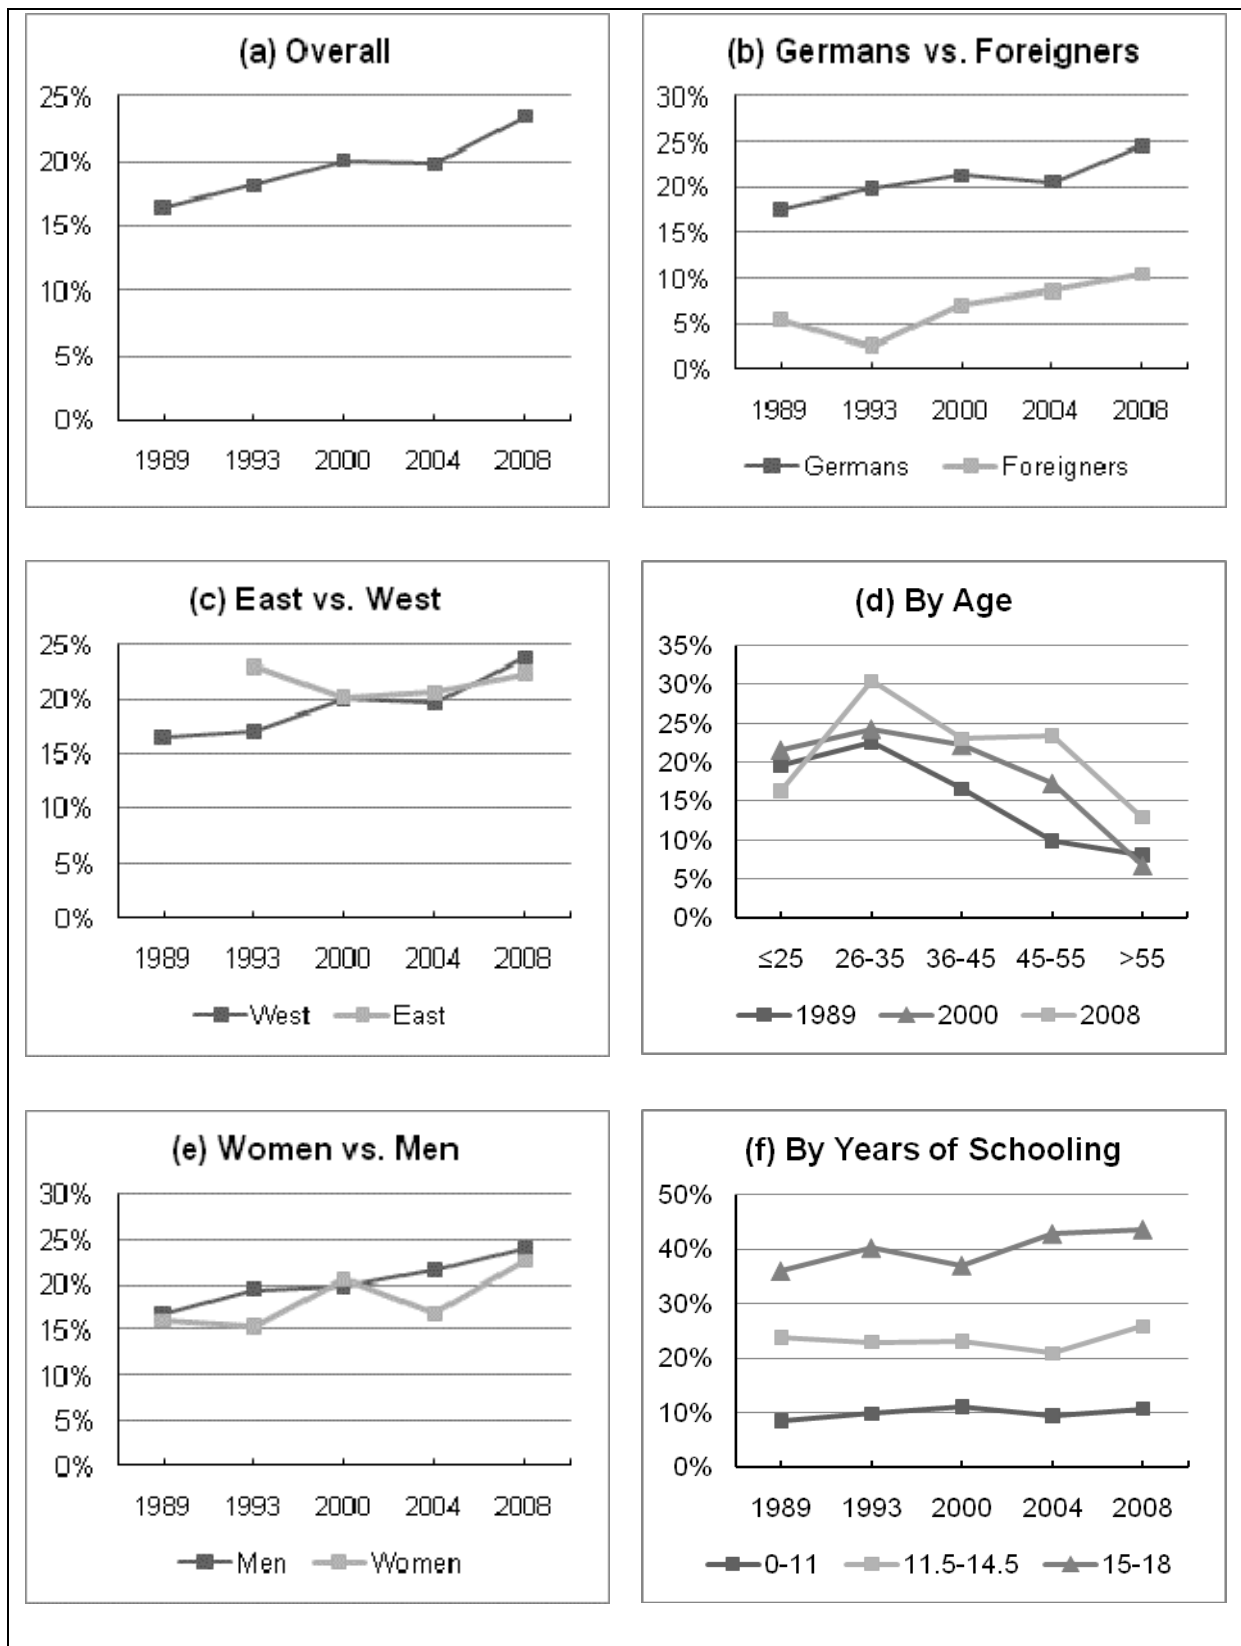 (a) Overall
25%
20%
15%
10%
5%
0%
1989 1993 2000 2004 2008
(b) Germans vs. Foreigners
30%
25%
20%
15%
10%
5%
0%
1989 1993 2000 2004 2008
Germans Foreigners
(c) East vs. West
25%
20%
15%
10%
5%
0%
1989 1993 2000 2004 2008
West East
(d) By Age
35%
30%
25%
20%
15%
10%
5%
0%
≤25 26-35 36-45 45-55 >55
1989 2000 2008
(e) Women vs. Men
30%
25%
20%
15%
10%
5%
0%
1989 1993 2000 2004 2008
Men Women
(f) By Years of Schooling
50%
40%
30%
20%
10%
0%
1989 1993 2000 2004 2008
0-11 11.5-14.5 15-18